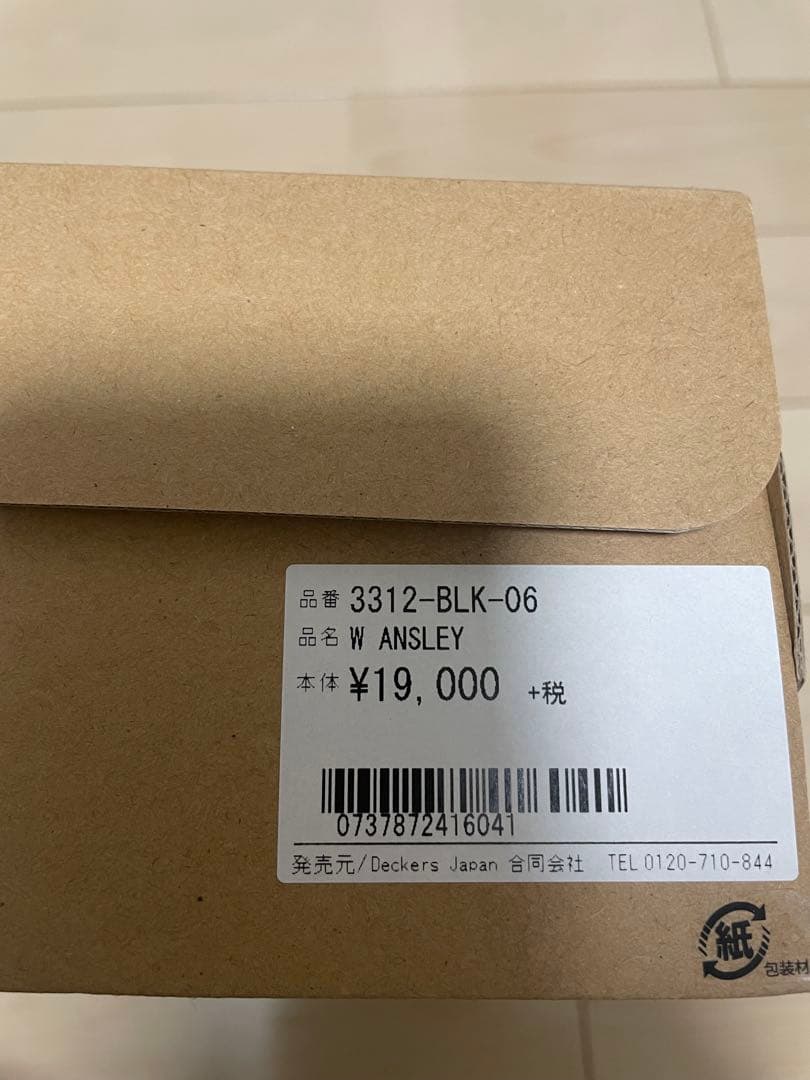 品番 3312-BLK-06
品名 W ANSLEY
本体 ¥19,000 +税
0737872416041
発売元/Deckers Japan 合同会社 TEL 0120-710-844
紙
包装材